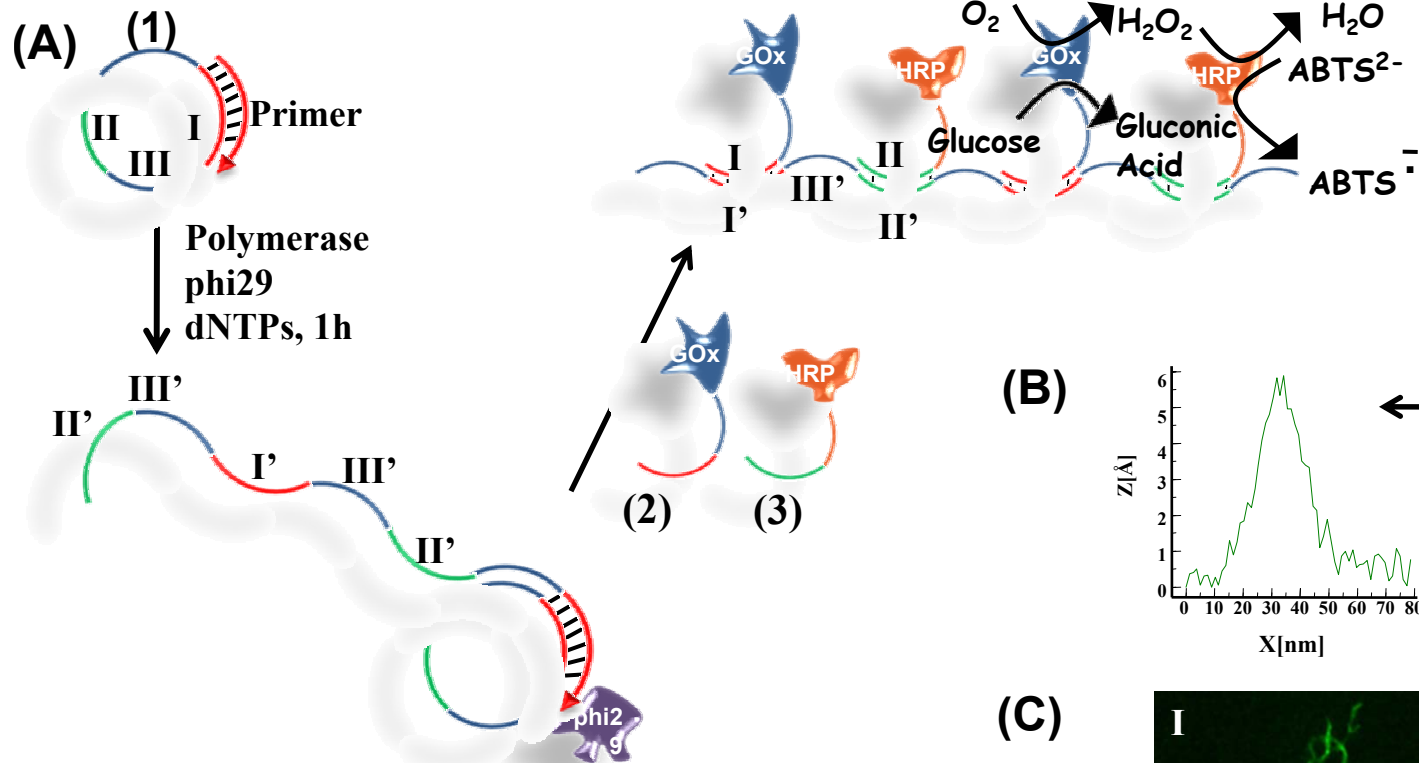 (A)
(1)
Primer
II
I
III
Polymerase
phi29
dNTPs, 1h
III’
II’
I’
III’
II’
phi2
9
O2
H2O2
H2O
GOx
HRP
GOx
HRP
ABTS2-
Glucose
Gluconic
Acid
ABTS ∸
I
III’
II
I’
II’
GOx
HRP
(2)
(3)
(B)
Z[Å]
6
5
4
3
2
1
0
0 10 20 30 40 50 60 70 80
X[nm]
(C)
I